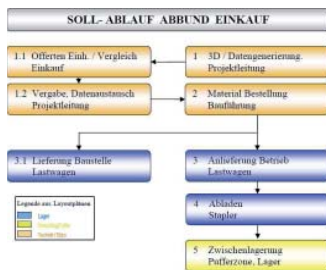 SOLL- ABLAUF ABBUND EINKAUF
1.1 Offerten Einh. / Vergleich
Einkauf
1 3D / Datengenerierung.
Projektleitung
1.2 Vergabe, Datenaustausch
Projektleitung
2 Material Bestellung
Bauführung
3.1 Lieferung Baustelle
Lastwagen
3 Anlieferung Betrieb
Lastwagen
4 Abladen
Stapler
Legende aus Layoutplänen
Lager
5 Zwischenlagerung
Pufferzone, Lager